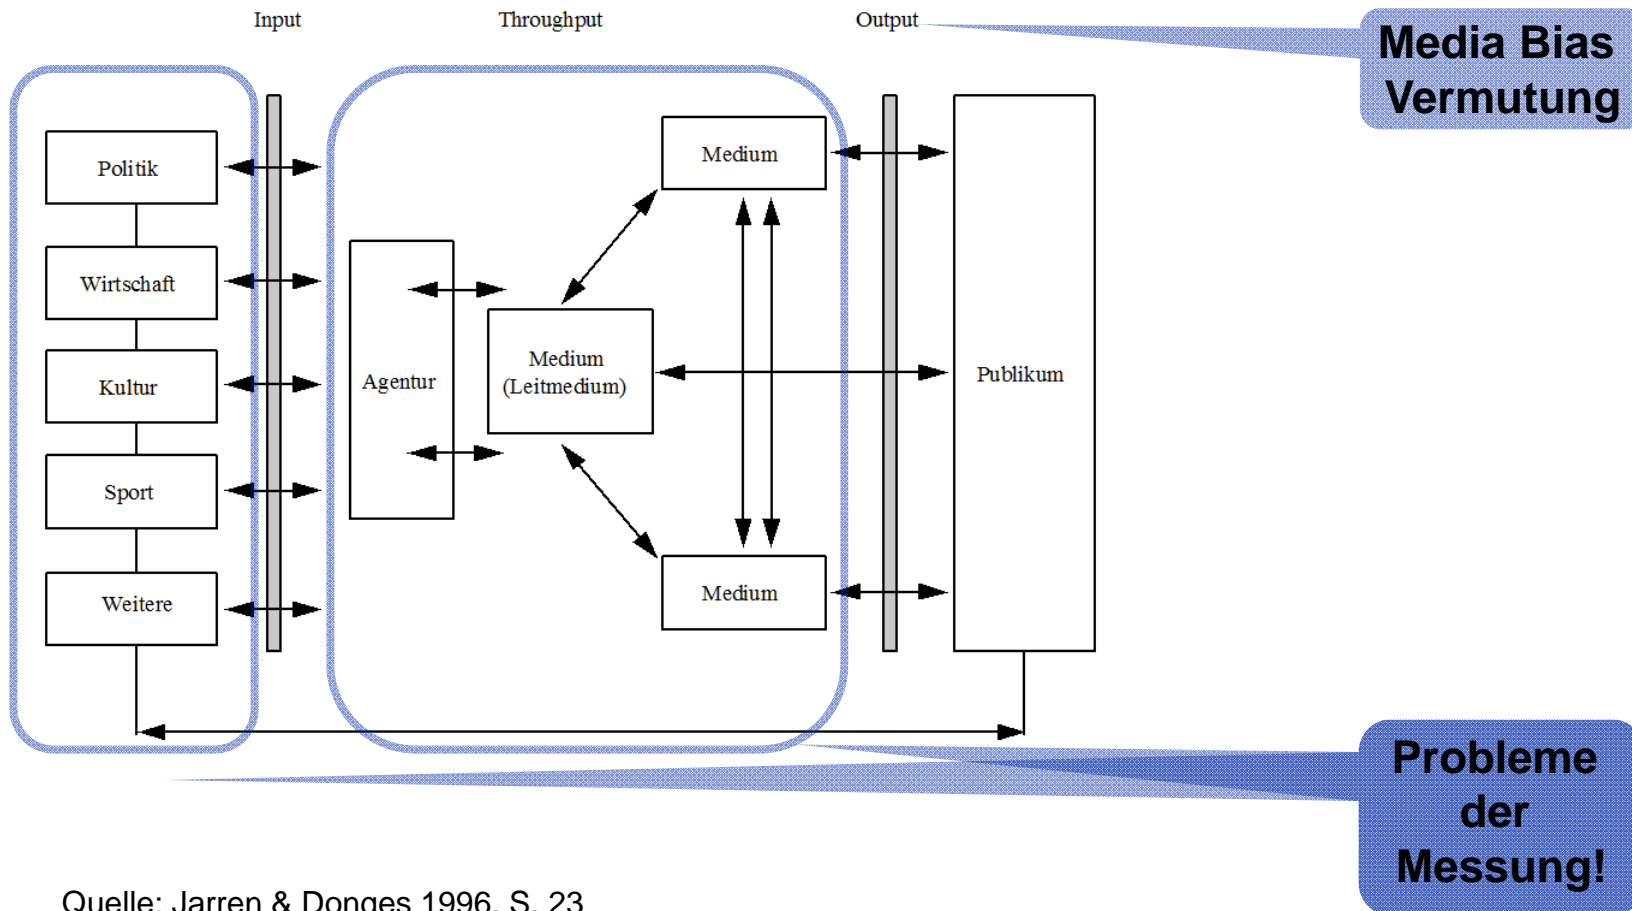 Input
Throughput
Output
Media Bias
Vermutung
Politik
Wirtschaft
Kultur
Sport
Weitere
Agentur
Medium
Medium
(Leitmedium)
Medium
Publikum
Probleme
der
Messung!
Quelle: Jarren & Donges 1996, S. 23